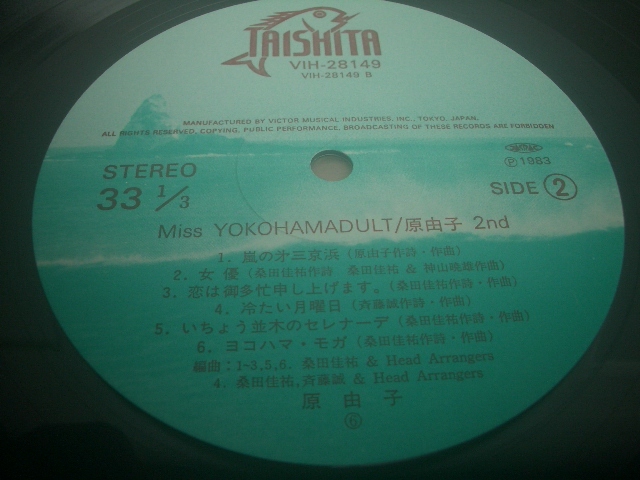 TAISHITA
VIH-28149
VIH-28149 B
MANUFACTURED BY VICTOR MUSICAL INDUSTRIES, INC., TOKYO, JAPAN.
ALL RIGHTS RESERVED, COPYING, PUBLIC PERFORMANCE, BROADCASTING OF THESE RECORDS ARE FORBIDDEN
STEREO
33 1/3
Ⓟ1983
SIDE ②
Miss YOKOHAMADULT/原由子 2nd
1. 嵐の㐧三京浜（原由子作詩・作曲）
2. 女優（桑田佳祐作詩 桑田佳祐 & 神山暁雄作曲）
3. 恋は御多忙申し上げます。（桑田佳祐作詩・作曲）
4. 冷たい月曜日（斉藤誠作詩・作曲）
5. いちょう並木のセレナーデ（桑田佳祐作詩・作曲）
6. ヨコハマ・モガ（桑田佳祐作詩・作曲）
編曲：1~3,5,6. 桑田佳祐 & Head Arrangers
4. 桑田佳祐,斉藤誠 & Head Arrangers
原由子